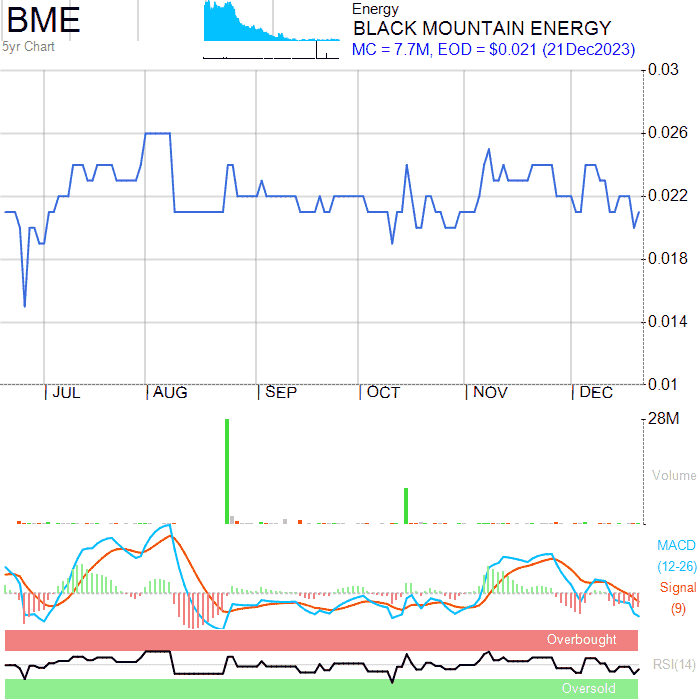 BME
5yr Chart
Energy
BLACK MOUNTAIN ENERGY
MC = 7.7M, EOD = $0.021 (21Dec2023)
0.03
0.026
0.022
0.018
0.014
0.01
JUL AUG SEP OCT NOV DEC
28M
Volume
MACD
(12-26)
Signal
(9)
Overbought
RSI(14)
Oversold